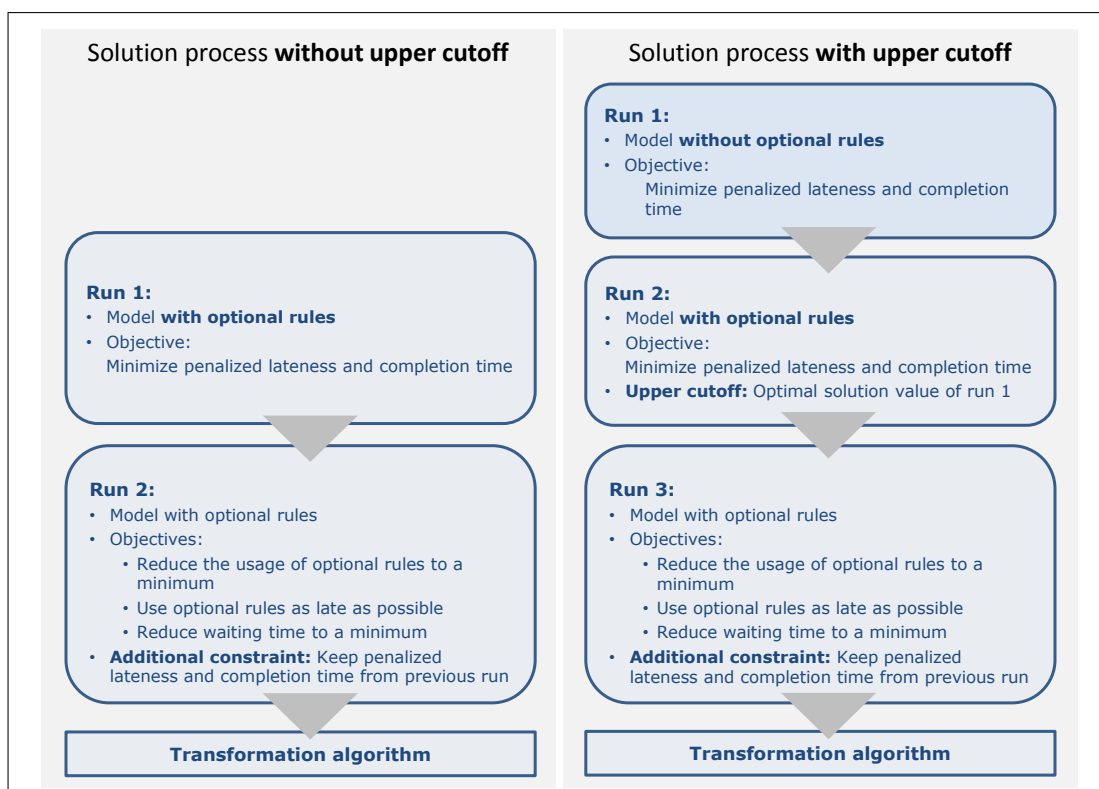 Solution process without upper cutoff
Run 1:
• Model with optional rules
• Objective:
Minimize penalized lateness and completion time
Run 2:
• Model with optional rules
• Objectives:
• Reduce the usage of optional rules to a
minimum
• Use optional rules as late as possible
• Reduce waiting time to a minimum
• Additional constraint: Keep penalized
lateness and completion time from previous run
Transformation algorithm
Solution process with upper cutoff
Run 1:
• Model without optional rules
• Objective:
Minimize penalized lateness and completion
time
Run 2:
• Model with optional rules
• Objective:
Minimize penalized lateness and completion time
• Upper cutoff: Optimal solution value of run 1
Run 3:
• Model with optional rules
• Objectives:
• Reduce the usage of optional rules to a
minimum
• Use optional rules as late as possible
• Reduce waiting time to a minimum
• Additional constraint: Keep penalized
lateness and completion time from previous run
Transformation algorithm